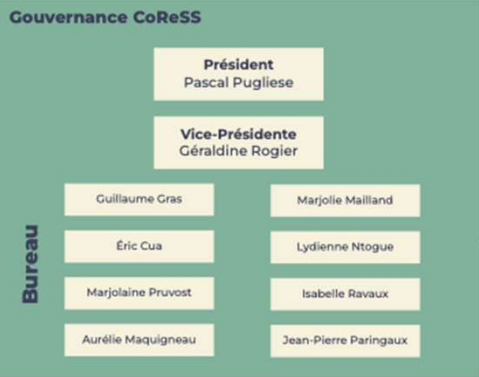 Gouvernance CoReSS
Président
Pascal Pugliese
Vice-Présidente
Géraldine Rogier
Bureau
Guillaume Gras
Marjolie Mailland
Éric Cua
Lydienne Ntogue
Marjolaine Pruvost
Isabelle Ravaux
Aurélie Maquigneau
Jean-Pierre Paringaux